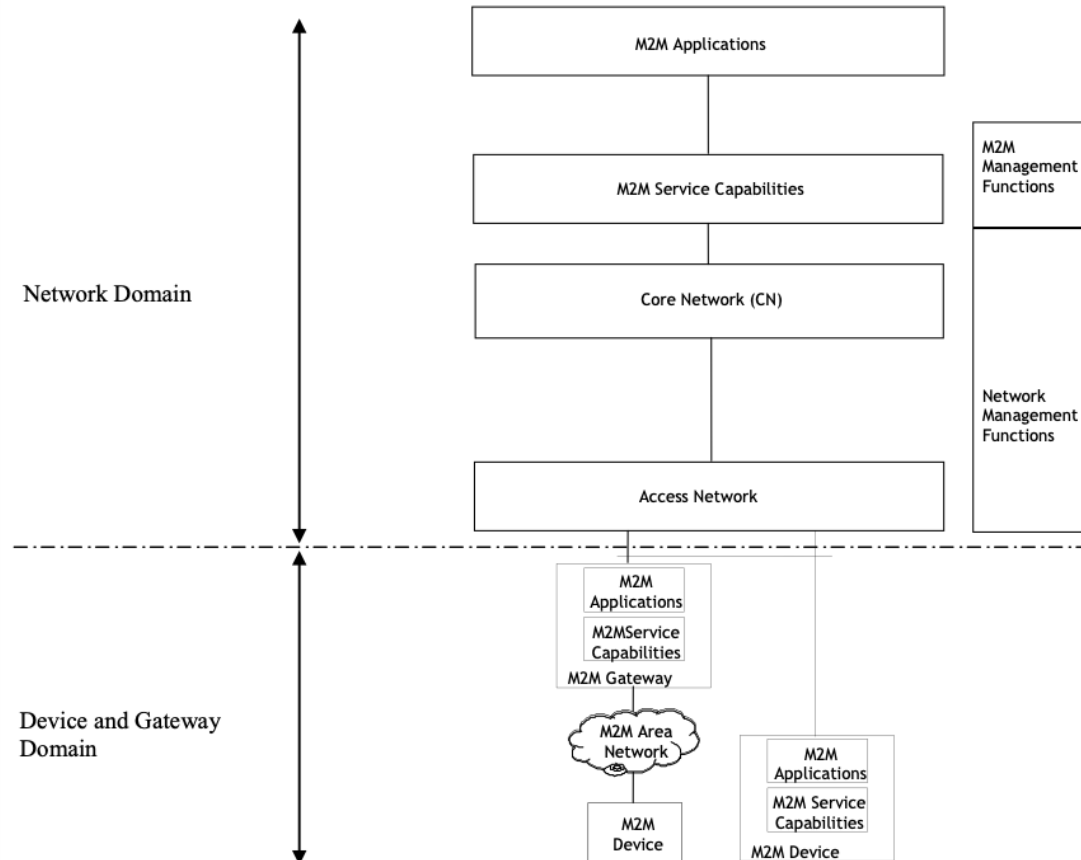 M2M Applications
M2M
Management
Functions
M2M Service Capabilities
Network Domain
Core Network (CN)
Network
Management
Functions
Access Network
M2M
Applications
M2MService
Capabilities
M2M Gateway
Device and Gateway
Domain
M2M Area
Network
M2M
Applications
M2M Service
Capabilities
M2M Device
M2M
Device